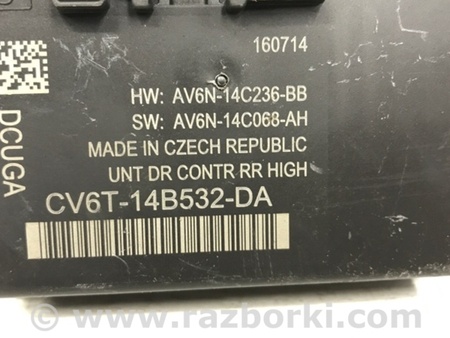 160714
HW: AV6N-14C236-BB
SW: AV6N-14C068-AH
MADE IN CZECH REPUBLIC
UNT DR CONTR RR HIGH
CV6T-14B532-DA
DCUGA
www.razborki.com